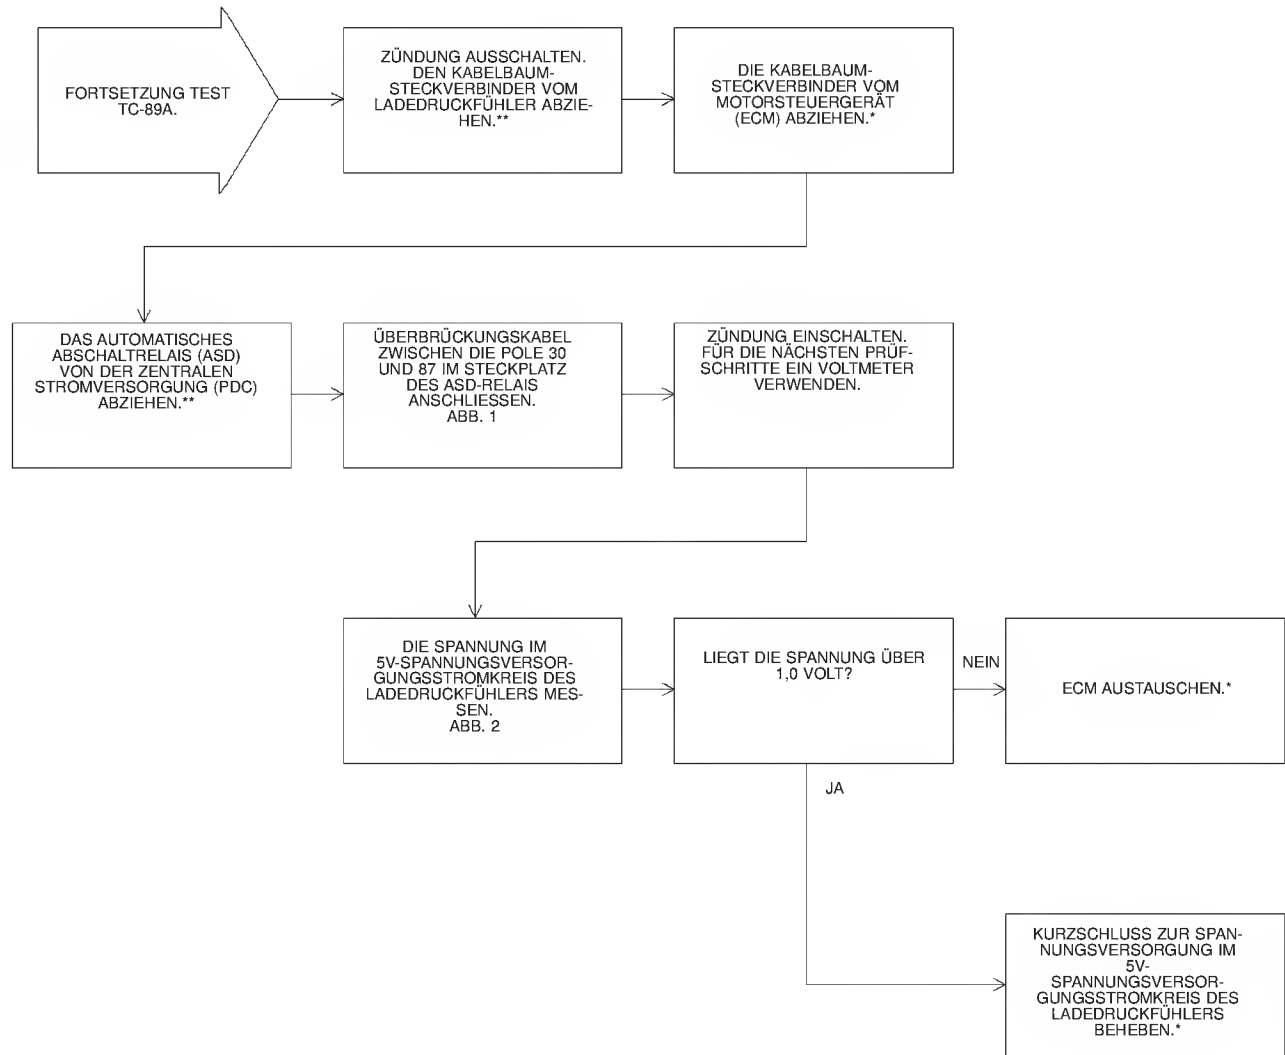 FORTSETZUNG TEST
TC-89A.
ZÜNDUNG AUSSCHALTEN.
DEN KABELBAUM-
STECKVERBINDER VOM
LADEDRUCKFÜHLER ABZIE-
HEN.**
DIE KABELBAUM-
STECKVERBINDER VOM
MOTORSTEUERGERÄT
(ECM) ABZIEHEN.*
DAS AUTOMATISCHES
ABSCHALTRELAIS (ASD)
VON DER ZENTRALEN
STROMVERSORGUNG (PDC)
ABZIEHEN.**
ÜBERBRÜCKUNGSKABEL
ZWISCHEN DIE POLE 30
UND 87 IM STECKPLATZ
DES ASD-RELAIS
ANSCHLIESSEN.
ABB. 1
ZÜNDUNG EINSCHALTEN.
FÜR DIE NÄCHSTEN PRÜF-
SCHRITTE EIN VOLTMETER
VERWENDEN.
DIE SPANNUNG IM
5V-SPANNUNGSVERSOR-
GUNGSSTROMKREIS DES
LADEDRUCKFÜHLERS MES-
SEN.
ABB. 2
LIEGT DIE SPANNUNG ÜBER
1,0 VOLT?
NEIN
ECM AUSTAUSCHEN.*
JA
KURZSCHLUSS ZUR SPAN-
NUNGSVERSORGUNG IM
5V-
SPANNUNGSVERSOR-
GUNGSSTROMKREIS DES
LADEDRUCKFÜHLERS
BEHEBEN.*